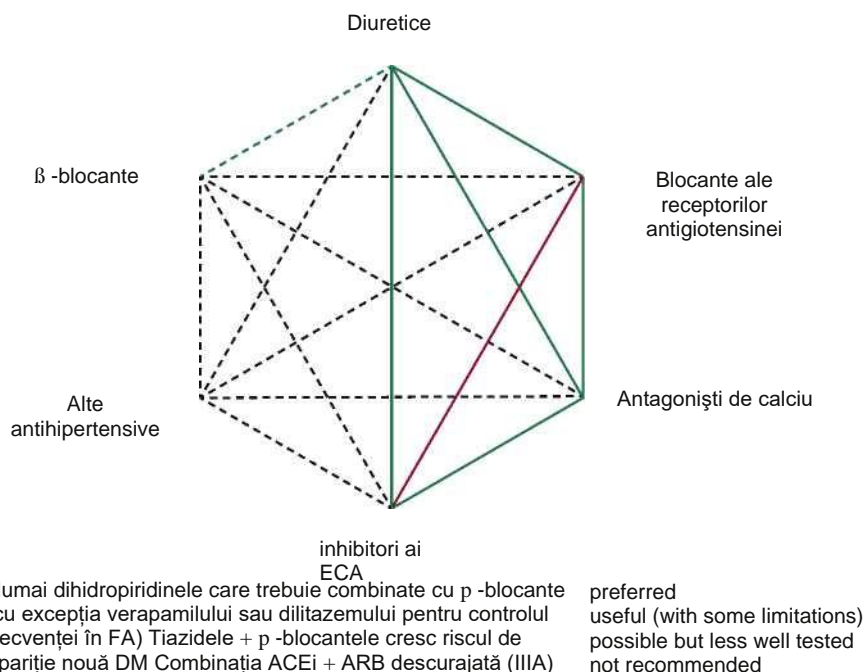 Diuretice
ß -blocante
Blocante ale
receptorilor
antigiotensinei
Alte
antihipertensive
Antagonişti de calciu
inhibitori ai
ECA
umai dihidropiridinele care trebuie combinate cu p -blocante
cu excepția verapamilului sau dilitazemului pentru controlul
recvenței în FA) Tiazidele + p -blocantele cresc riscul de
pariție nouă DM Combinația ACEi + ARB descurajată (IIIA)
preferred
useful (with some limitations)
possible but less well tested
not recommended